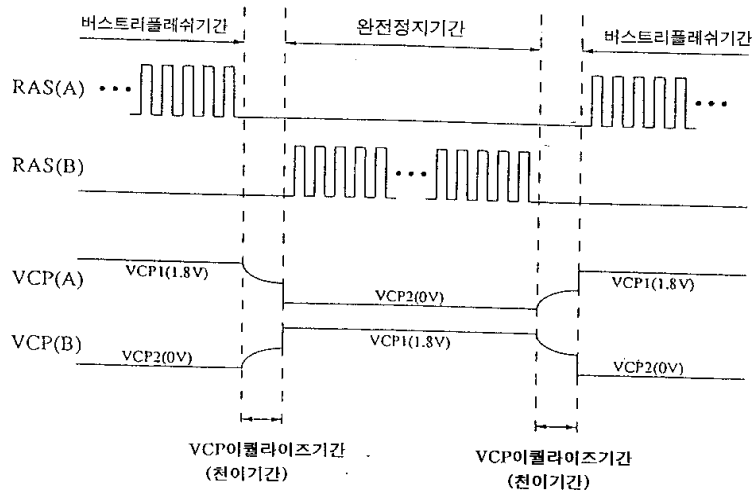 버스트리플래쉬기간
완전정지기간
버스트리플래쉬기간
RAS(A)
RAS(B)
VCP(A)
VCP1(1.8V)
VCP2(0V)
VCP1(1.8V)
VCP(B)
VCP2(0V)
VCP1(1.8V)
VCP2(0V)
VCP이퀄라이즈기간
(천이기간)
VCP이퀄라이즈기간
(천이기간)